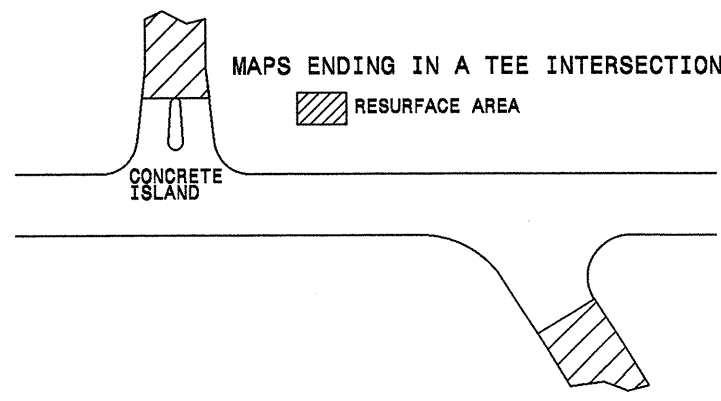 MAPS ENDING IN A TEE INTERSECTION
RESURFACE AREA
CONCRETE
ISLAND